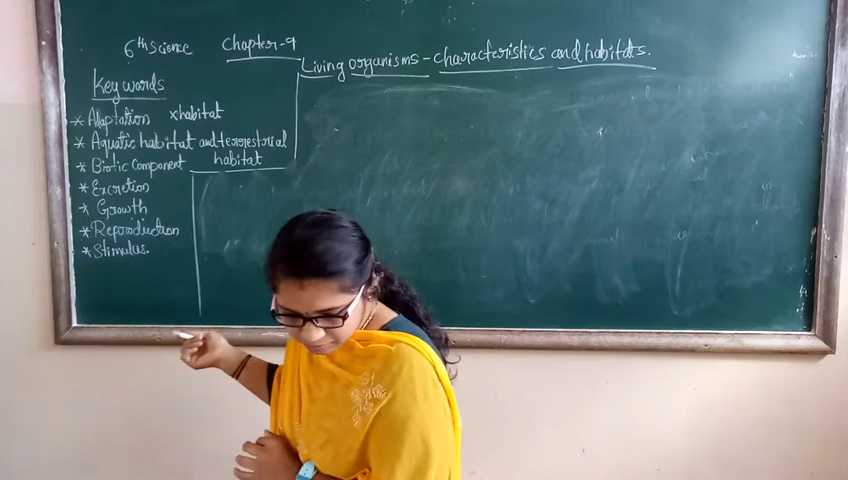 6th Science Chapter-9
Living organisms - characteristics and habitats.
Key words
* Adaptation x habitat
* Aquatic habitat and terrestrial
habitat
* Biotic component
* Excretion
* Growth
* Reproduction
* Stimulus.